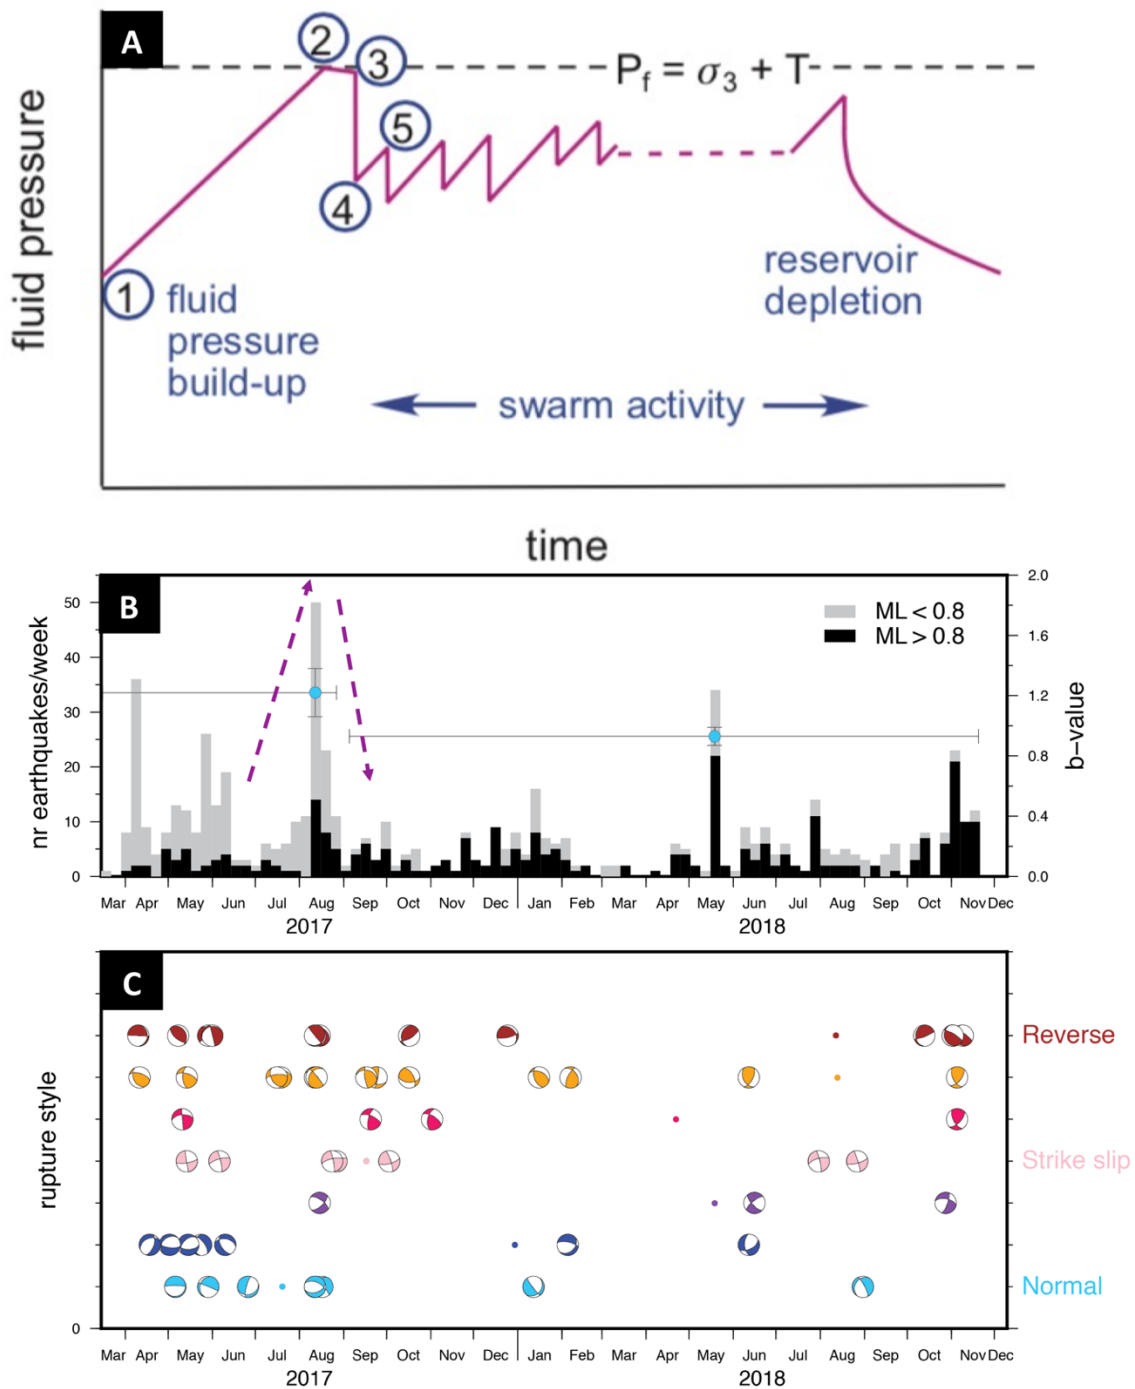 A
2
3
P_f = σ_3 + T
5
4
1
fluid
pressure
build-up
reservoir
depletion
swarm activity
fluid pressure
time
B
50
40
30
20
10
0
nr earthquakes/week
ML < 0.8
ML > 0.8
2.0
1.6
1.2
0.8
0.4
0.0
b-value
Mar Apr May Jun Jul Aug Sep Oct Nov Dec Jan Feb Mar Apr May Jun Jul Aug Sep Oct Nov Dec
2017 2018
C
Reverse
Strike slip
Normal
rupture style
0
Mar Apr May Jun Jul Aug Sep Oct Nov Dec Jan Feb Mar Apr May Jun Jul Aug Sep Oct Nov Dec
2017 2018